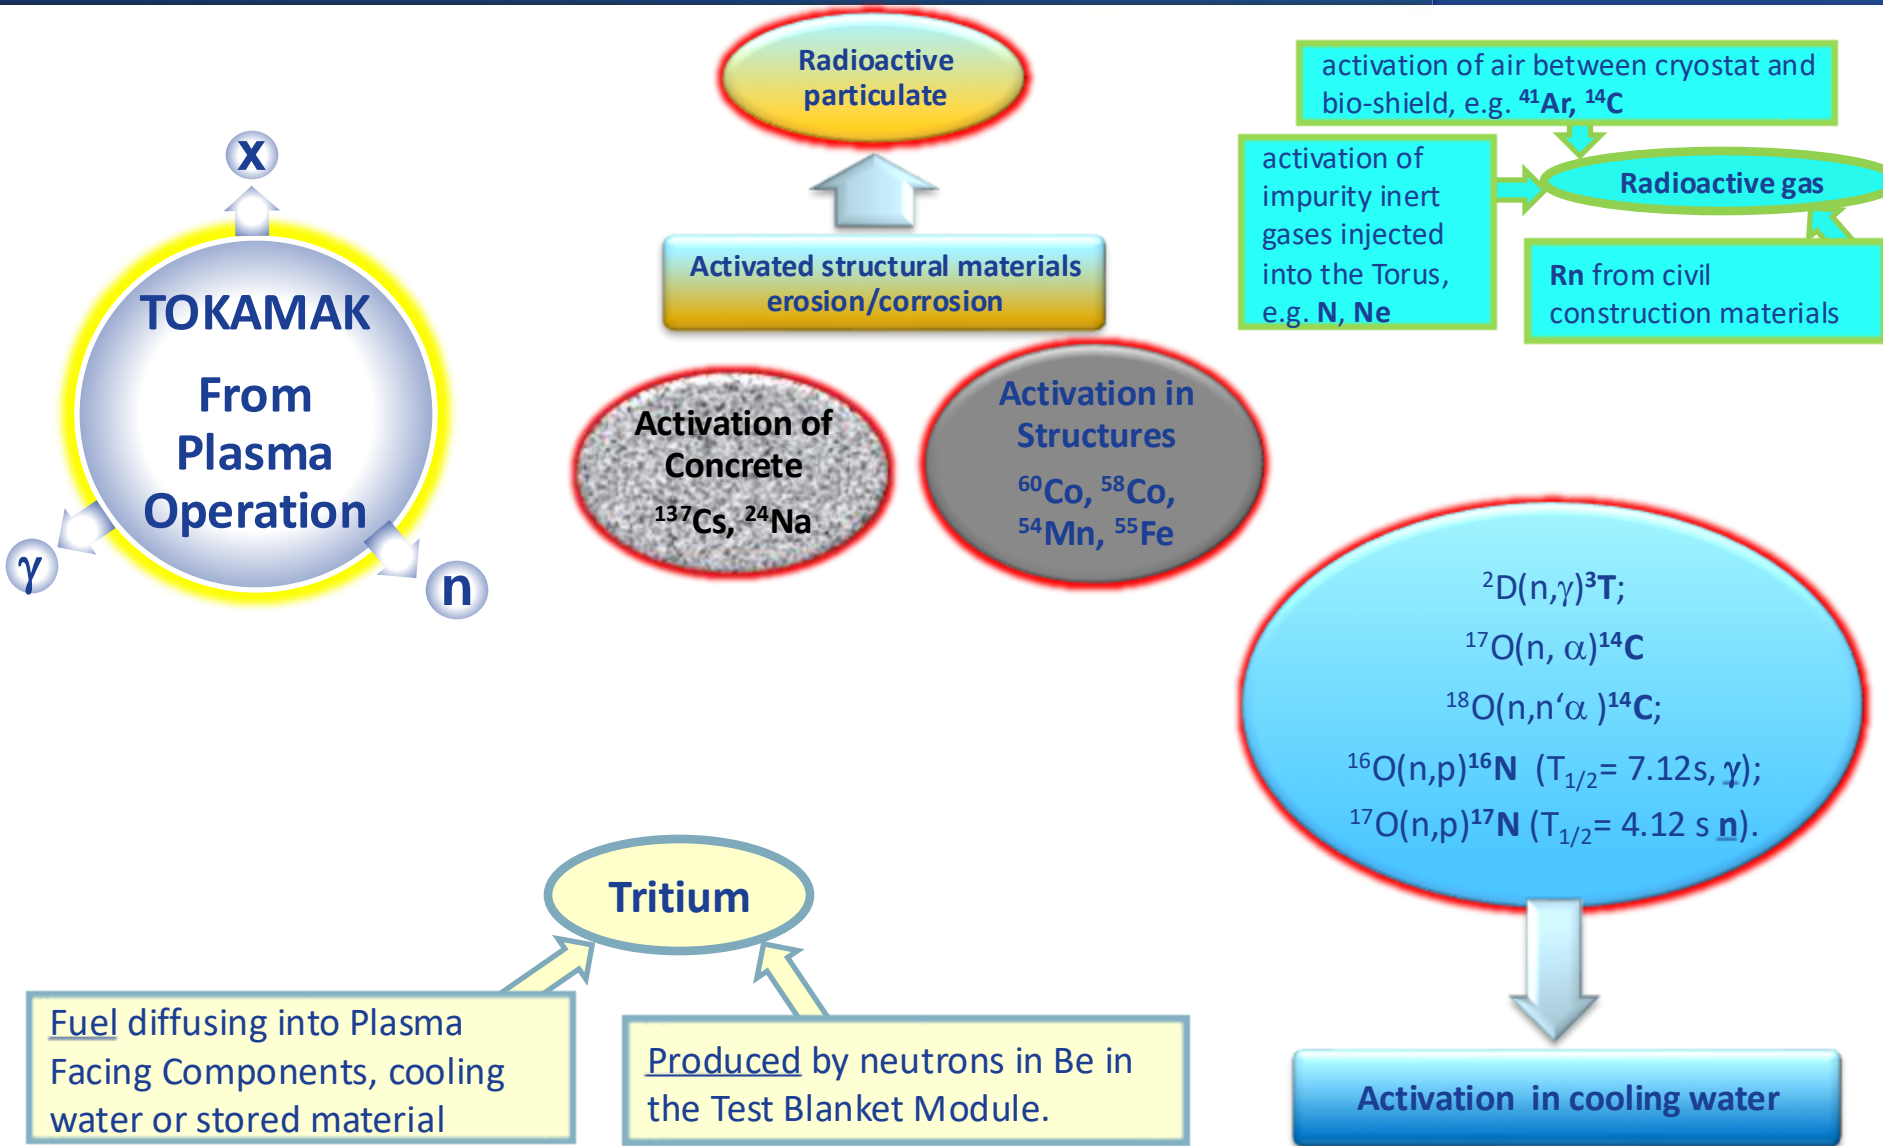 Radioactive
particulate
activation of air between cryostat and
bio-shield, e.g. ⁴¹Ar, ¹⁴C
x
activation of
impurity inert
gases injected
into the Torus,
e.g. N, Ne
Radioactive gas
Rn from civil
construction materials
Activated structural materials
erosion/corrosion
TOKAMAK
From
Plasma
Operation
γ
n
Activation of
Concrete
¹³⁷Cs, ²⁴Na
Activation in
Structures
⁶⁰Co, ⁵⁸Co,
⁵⁴Mn, ⁵⁵Fe
²D(n,γ)³T;
¹⁷O(n, α)¹⁴C
¹⁸O(n,n‘α )¹⁴C;
¹⁶O(n,p)¹⁶N (T₁/₂= 7.12s, γ);
¹⁷O(n,p)¹⁷N (T₁/₂= 4.12 s n).
Tritium
Fuel diffusing into Plasma
Facing Components, cooling
water or stored material
Produced by neutrons in Be in
the Test Blanket Module.
Activation in cooling water